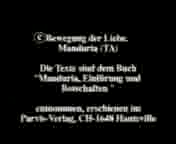 ©Bewegung der Liebe.
Manduria (TA)
Die Texte sind dem Buch
"Manduria, Einführung und
Botschaften "
entnommen, erschienen im
Parvis-Verlag, CH-1648 Hauteville